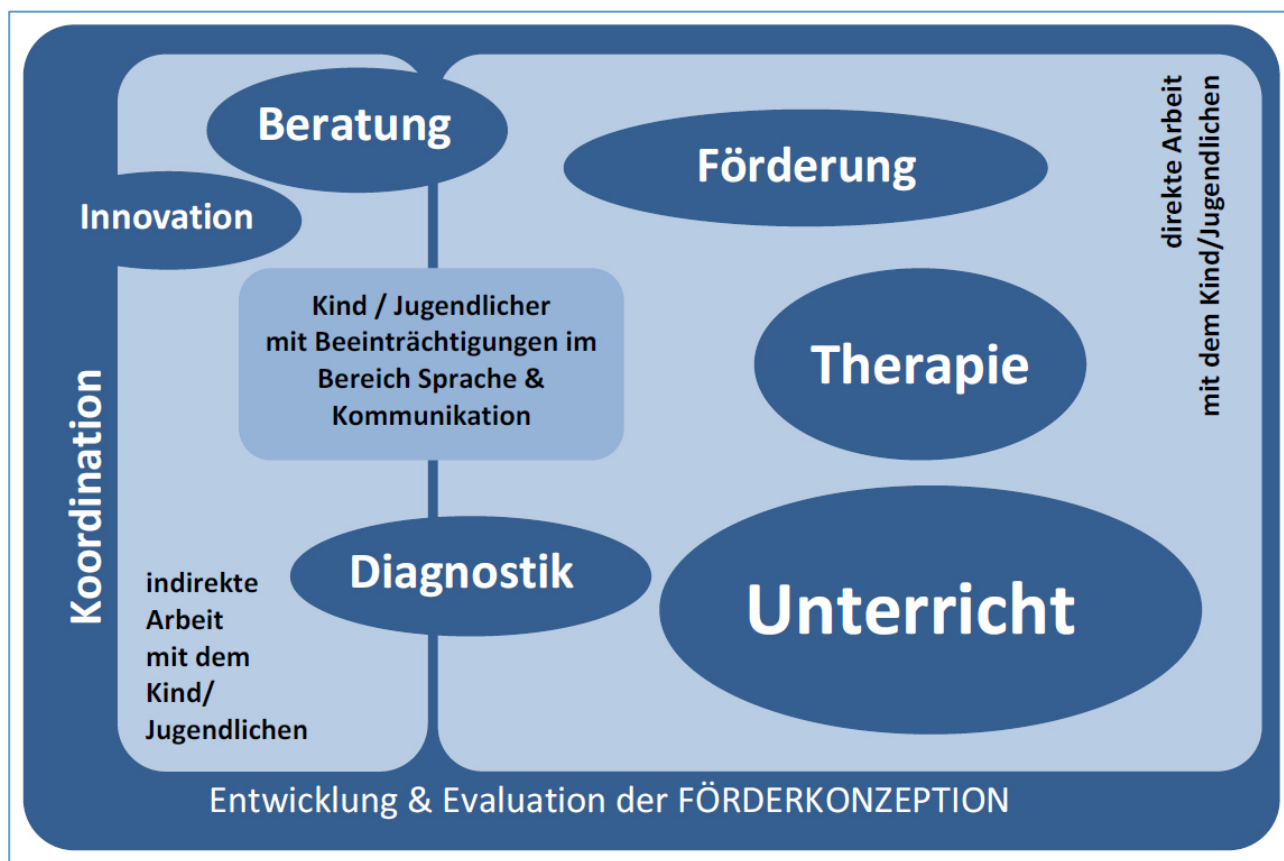 Beratung
Förderung
direkte Arbeit
mit dem Kind/Jugendlichen
Innovation
Kind / Jugendlicher
mit Beeinträchtigungen im
Bereich Sprache &
Kommunikation
Therapie
Koordination
Diagnostik
Unterricht
indirekte
Arbeit
mit dem
Kind/
Jugendlichen
Entwicklung & Evaluation der FÖRDERKONZEPTION